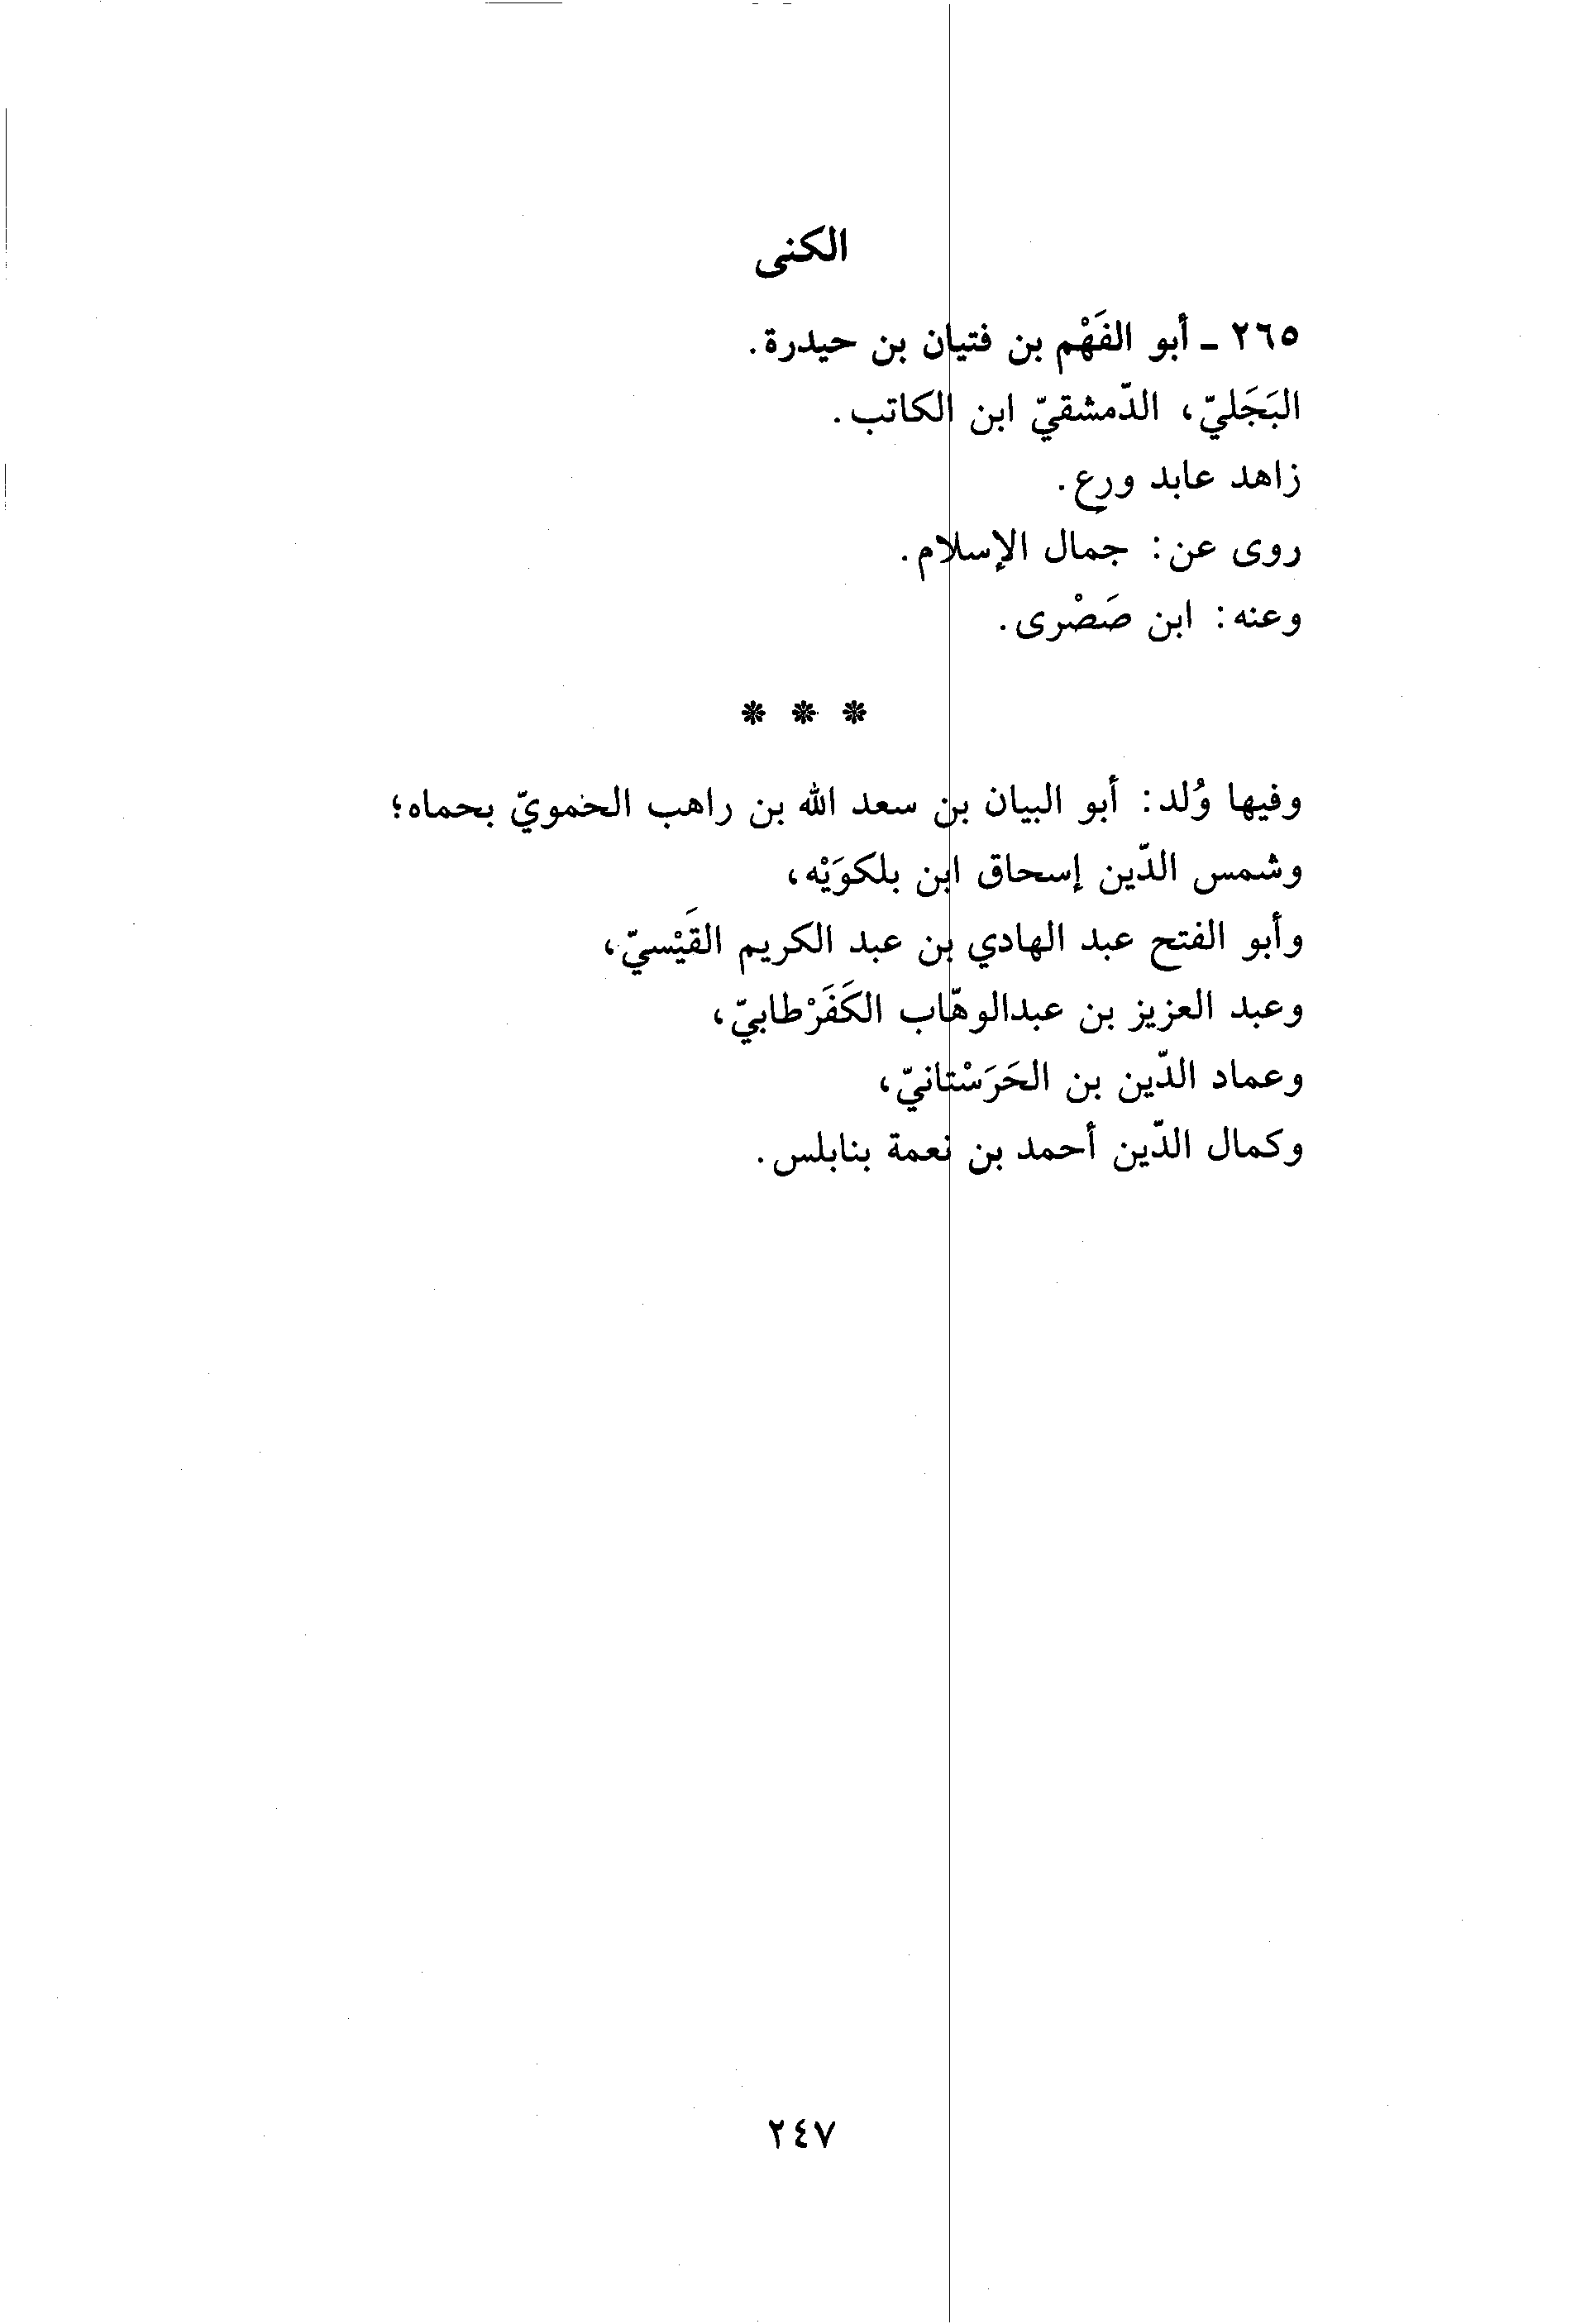 الكنى
٢٦٥ ـ أبو الفَهْم بن فتيان بن حيدرة.
البَجَليّ، الدّمشقيّ ابن الكاتب.
زاهد عابد ورِع.
روى عن: جمال الإسلام.
وعنه: ابن صَصْرى.
* * *
وفيها وُلد: أبو البيان بن سعد الله بن راهب الحموي بحماه؛
وشمس الدّين إسحاق ابن بلكوَيْه،
وأبو الفتح عبد الهادي بن عبد الكريم القَيْسيّ،
وعبد العزيز بن عبدالوهّاب الكَفَرْطابيّ،
وعماد الدّين بن الحَرَسْتانيّ،
وكمال الدّين أحمد بن نعمة بنابلس.
٢٤٧